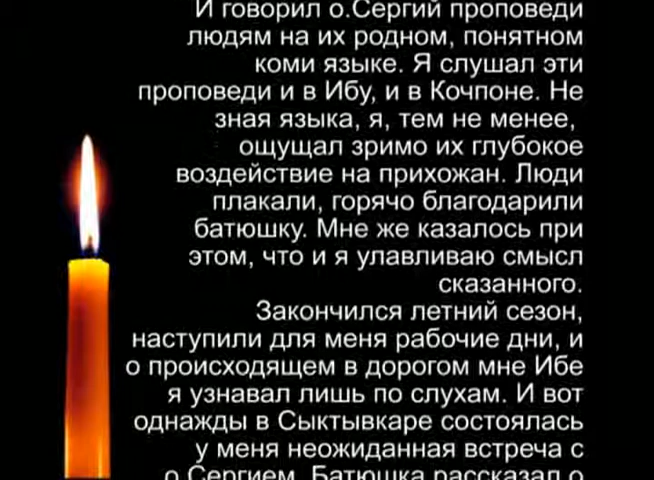 И говорил о.Сергий проповеди
людям на их родном, понятном
коми языке. Я слушал эти
проповеди и в Ибу, и в Кочпоне. Не
зная языка, я, тем не менее,
ощущал зримо их глубокое
воздействие на прихожан. Люди
плакали, горячо благодарили
батюшку. Мне же казалось при
этом, что и я улавливаю смысл
сказанного.
Закончился летний сезон,
наступили для меня рабочие дни, и
о происходящем в дорогом мне Ибе
я узнавал лишь по слухам. И вот
однажды в Сыктывкаре состоялась
у меня неожиданная встреча с
о.Сергием. Батюшка рассказал о